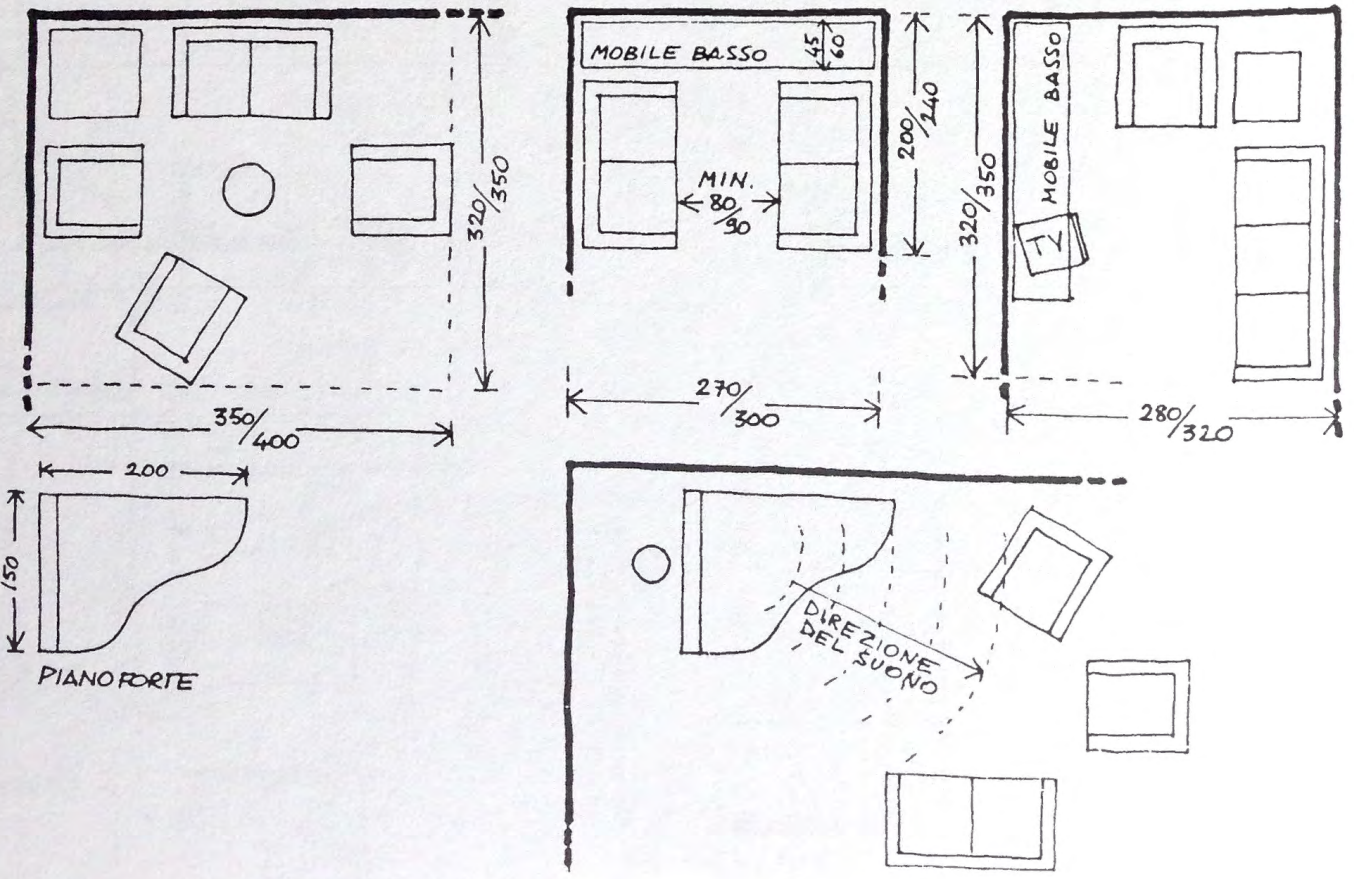 320/350
350/400
MOBILE BASSO
45
60
MIN.
80/90
200/240
270/300
MOBILE BASSO
TV
320/350
280/320
200
150
PIANOFORTE
DIREZIONE
DEL SUONO